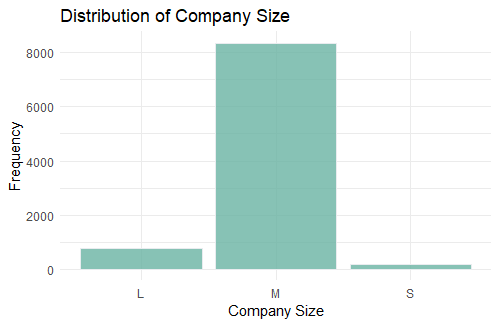 Distribution of Company Size
Frequency
8000
6000
4000
2000
0
L M S
Company Size